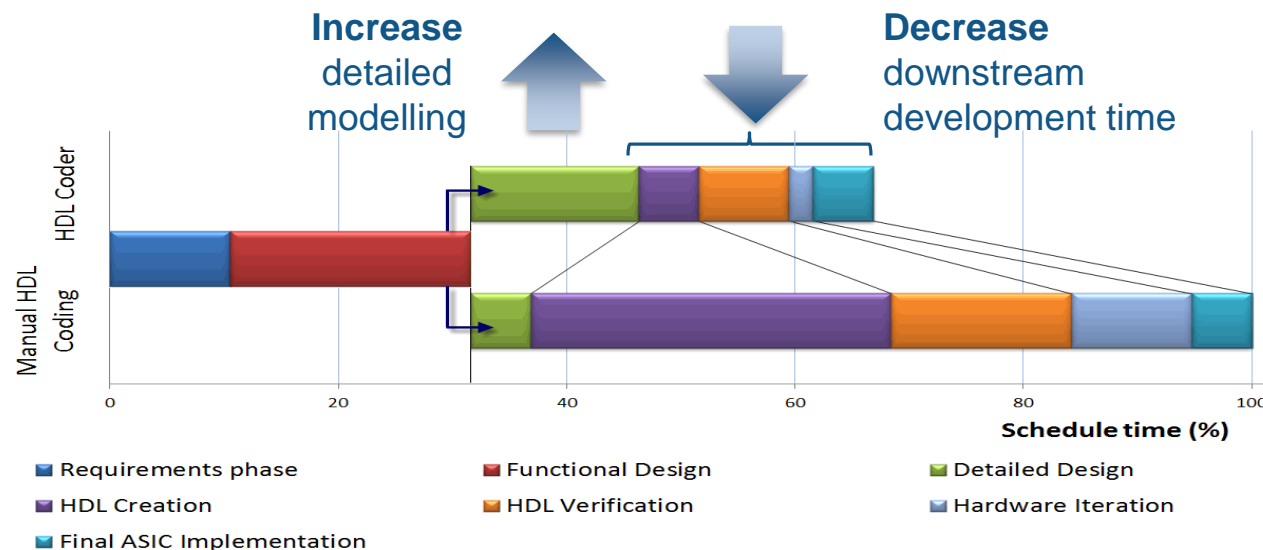 Increase
detailed
modelling
Decrease
downstream
development time
HDL Coder
Manual HDL
Coding
0
20
40
60
80
100
Schedule time (%)
Requirements phase
Functional Design
Detailed Design
HDL Creation
HDL Verification
Hardware Iteration
Final ASIC Implementation